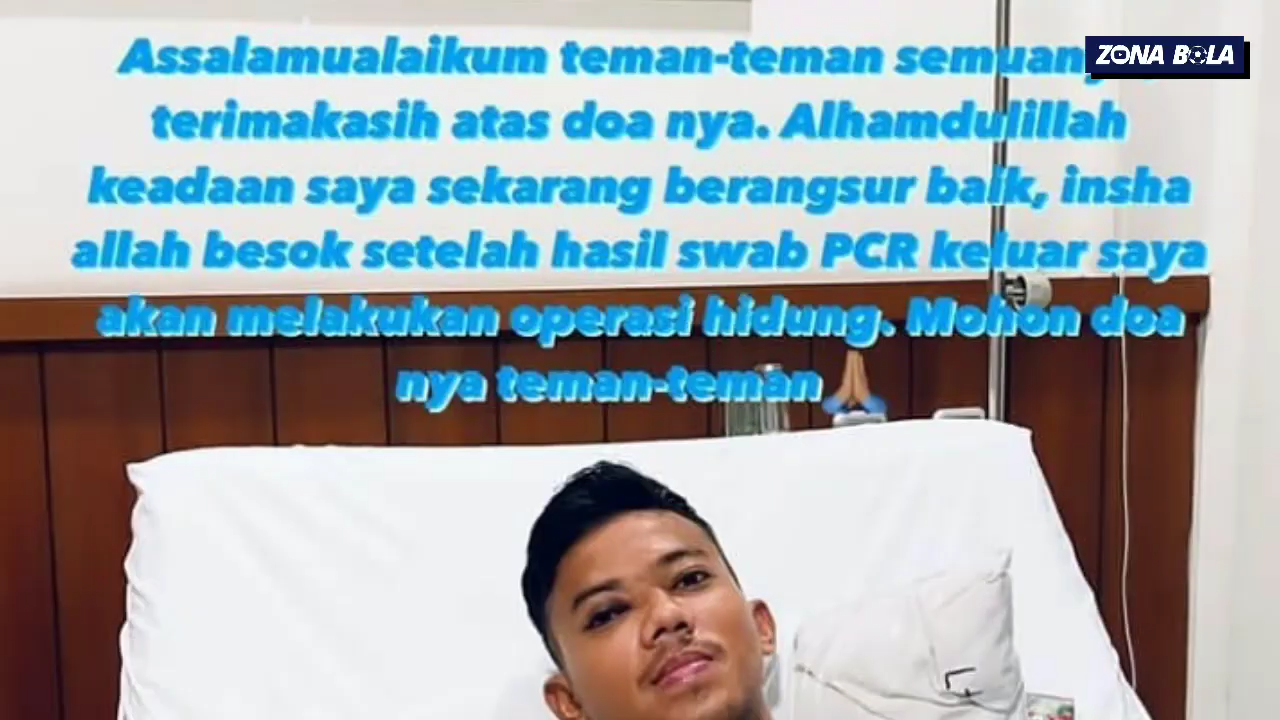 Assalamualaikum teman-teman
ZONA BOLA
terimakasih atas doa nya. Alhamdulillah
keadaan saya sekarang berangsur baik, insha
allah besok setelah hasil swab PCR keluar saya
akan melakukan operasi hidung. Mohon doa
nya teman-teman🙏🏽